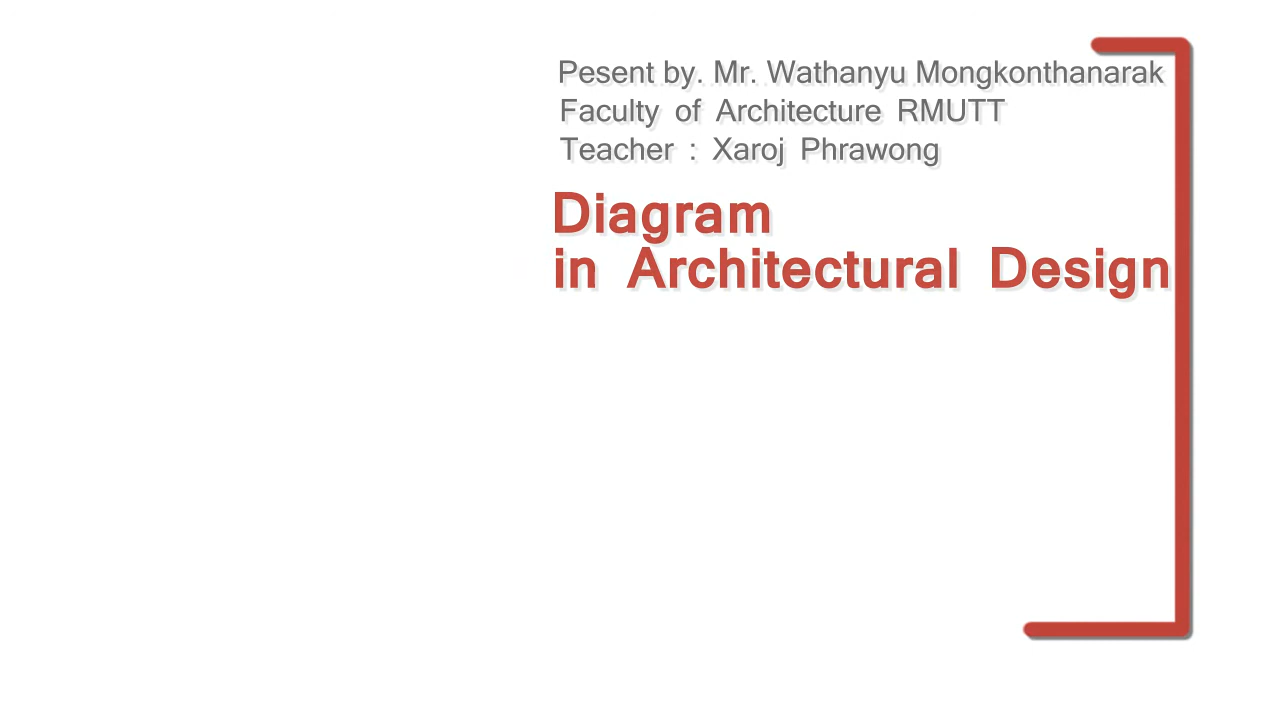 Pesent by. Mr. Wathanyu Mongkonthanarak
Faculty of Architecture RMUTT
Teacher : Xaroj Phrawong
Diagram
in Architectural Design